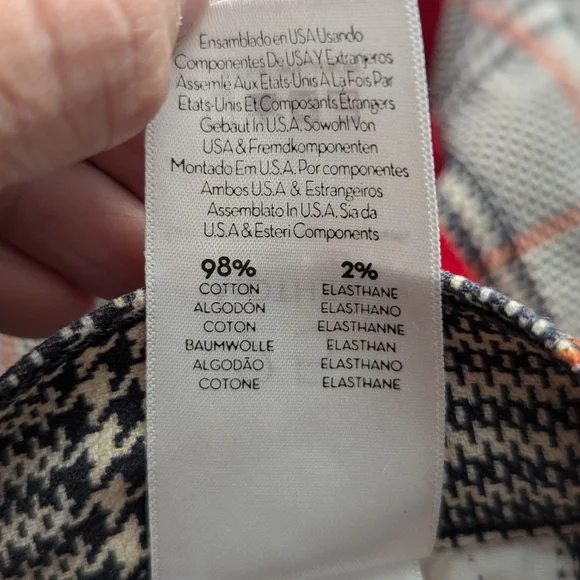 Ensamblado en USA Usando
Componentes De USA Y Extranjeros
Assemlé Aux Etats-Unis A La Fois Par
Etats-Unis Et Composants Étrangers
Gebaut In U.S.A. Sowohl Von
USA & Fremdkomponenten
Montado Em U.S.A. Por componentes
Ambos U.S.A & Estrangeiros
Assemblato In U.S.A. Sia da
U.S.A & Esteri Components
98% 2%
COTTON ELASTHANE
ALGODÓN ELASTHANO
COTON ELASTHANNE
BAUMWOLLE ELASTHAN
ALGODÃO ELASTHANO
COTONE ELASTHANE